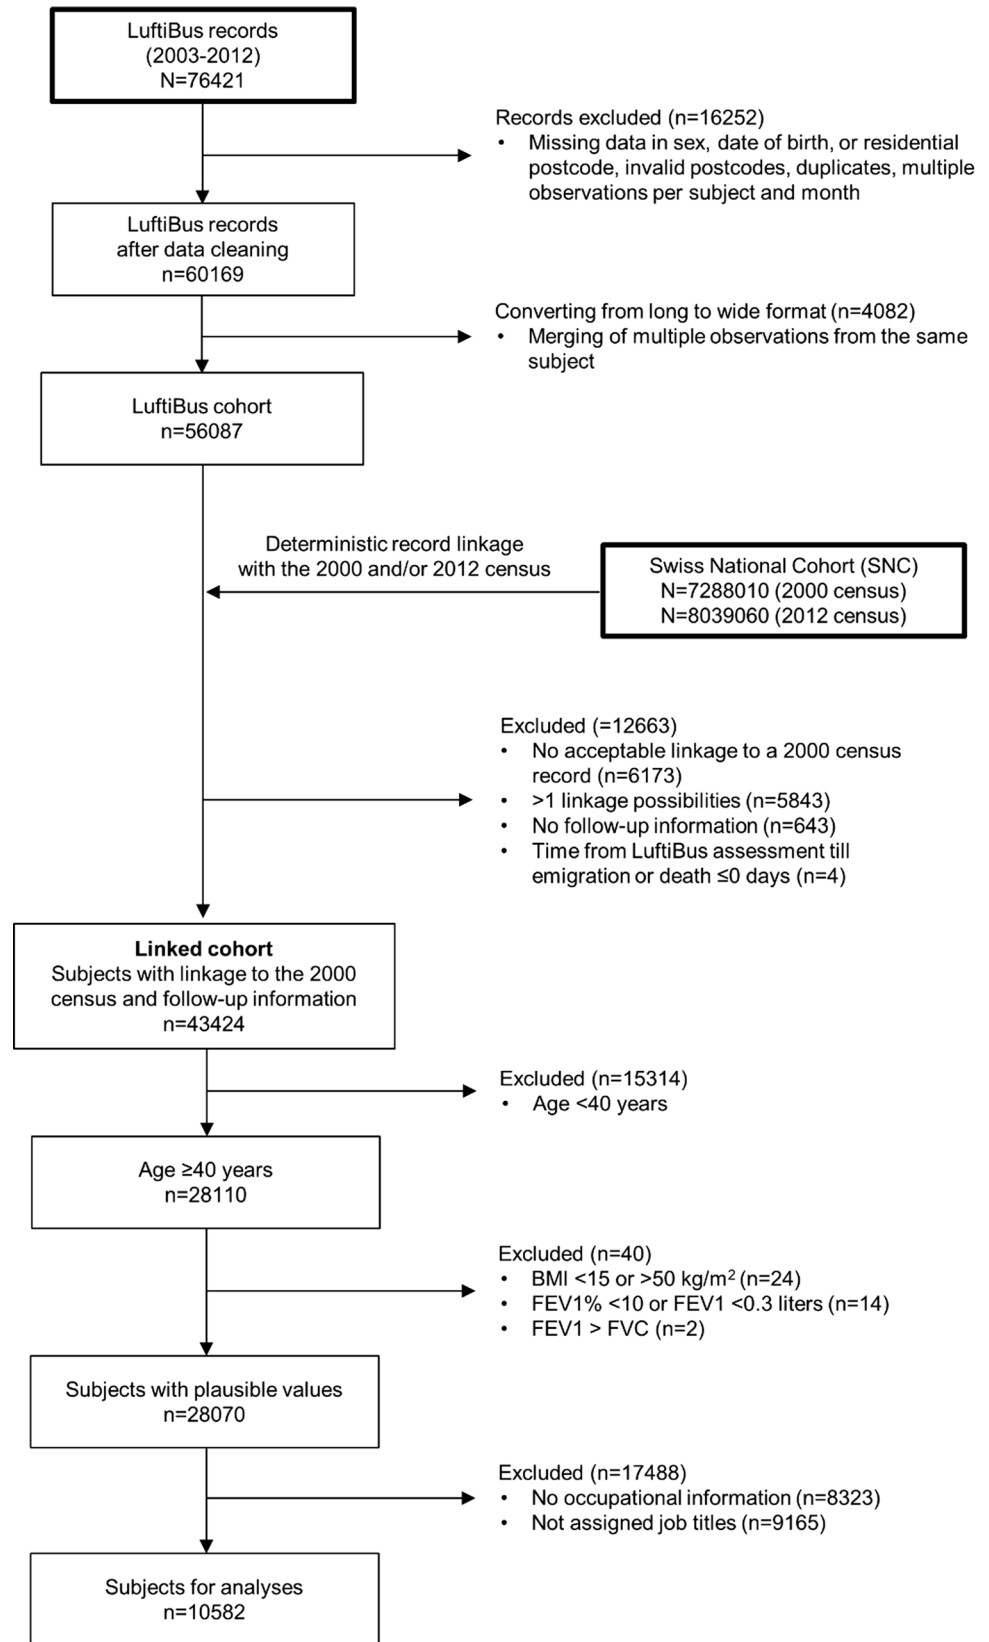 LuftiBus records
(2003-2012)
N=76421
Records excluded (n=16252)
• Missing data in sex, date of birth, or residential
postcode, invalid postcodes, duplicates, multiple
observations per subject and month
LuftiBus records
after data cleaning
n=60169
Converting from long to wide format (n=4082)
• Merging of multiple observations from the same
subject
LuftiBus cohort
n=56087
Deterministic record linkage
with the 2000 and/or 2012 census
Swiss National Cohort (SNC)
N=7288010 (2000 census)
N=8039060 (2012 census)
Excluded (=12663)
• No acceptable linkage to a 2000 census
record (n=6173)
• >1 linkage possibilities (n=5843)
• No follow-up information (n=643)
• Time from LuftiBus assessment till
emigration or death ≤0 days (n=4)
Linked cohort
Subjects with linkage to the 2000
census and follow-up information
n=43424
Excluded (n=15314)
• Age <40 years
Age ≥40 years
n=28110
Excluded (n=40)
• BMI <15 or >50 kg/m² (n=24)
• FEV1% <10 or FEV1 <0.3 liters (n=14)
• FEV1 > FVC (n=2)
Subjects with plausible values
n=28070
Excluded (n=17488)
• No occupational information (n=8323)
• Not assigned job titles (n=9165)
Subjects for analyses
n=10582